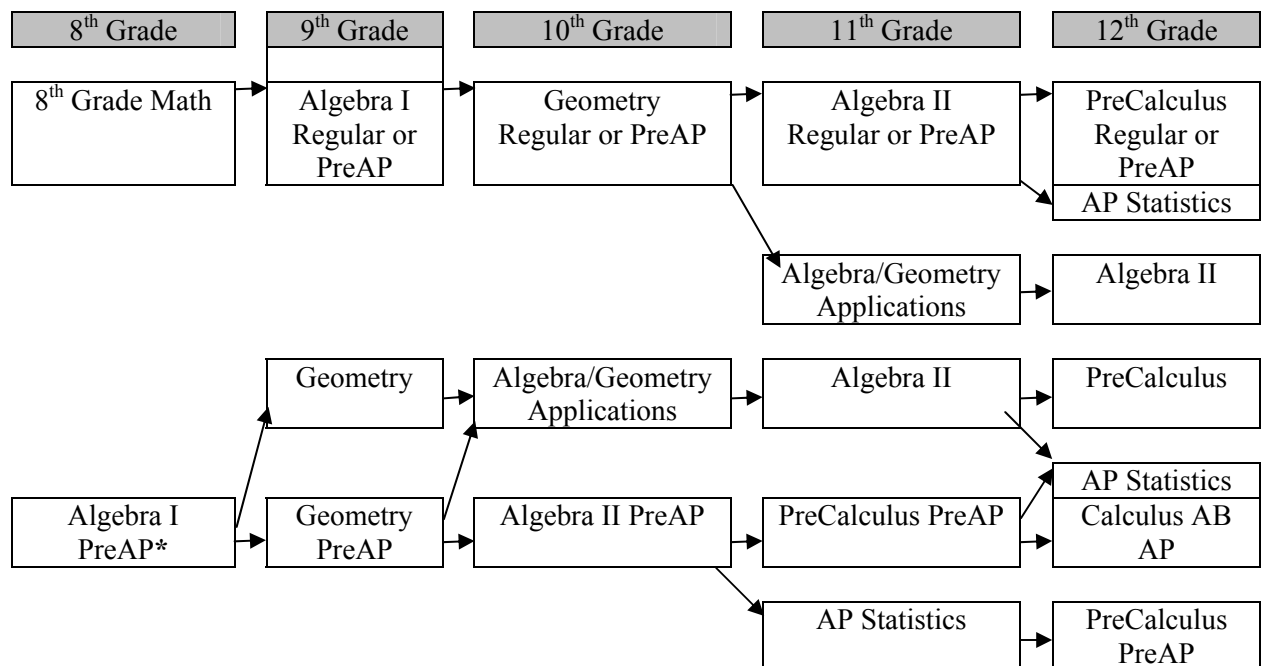 8th Grade
9th Grade
10th Grade
11th Grade
12th Grade
8th Grade Math
Algebra I
Regular or
PreAP
Geometry
Regular or PreAP
Algebra II
Regular or PreAP
PreCalculus
Regular or
PreAP
AP Statistics
Algebra/Geometry
Applications
Algebra II
Geometry
Algebra/Geometry
Applications
Algebra II
PreCalculus
AP Statistics
Algebra I
PreAP*
Geometry
PreAP
Algebra II PreAP
PreCalculus PreAP
Calculus AB
AP
AP Statistics
PreCalculus
PreAP